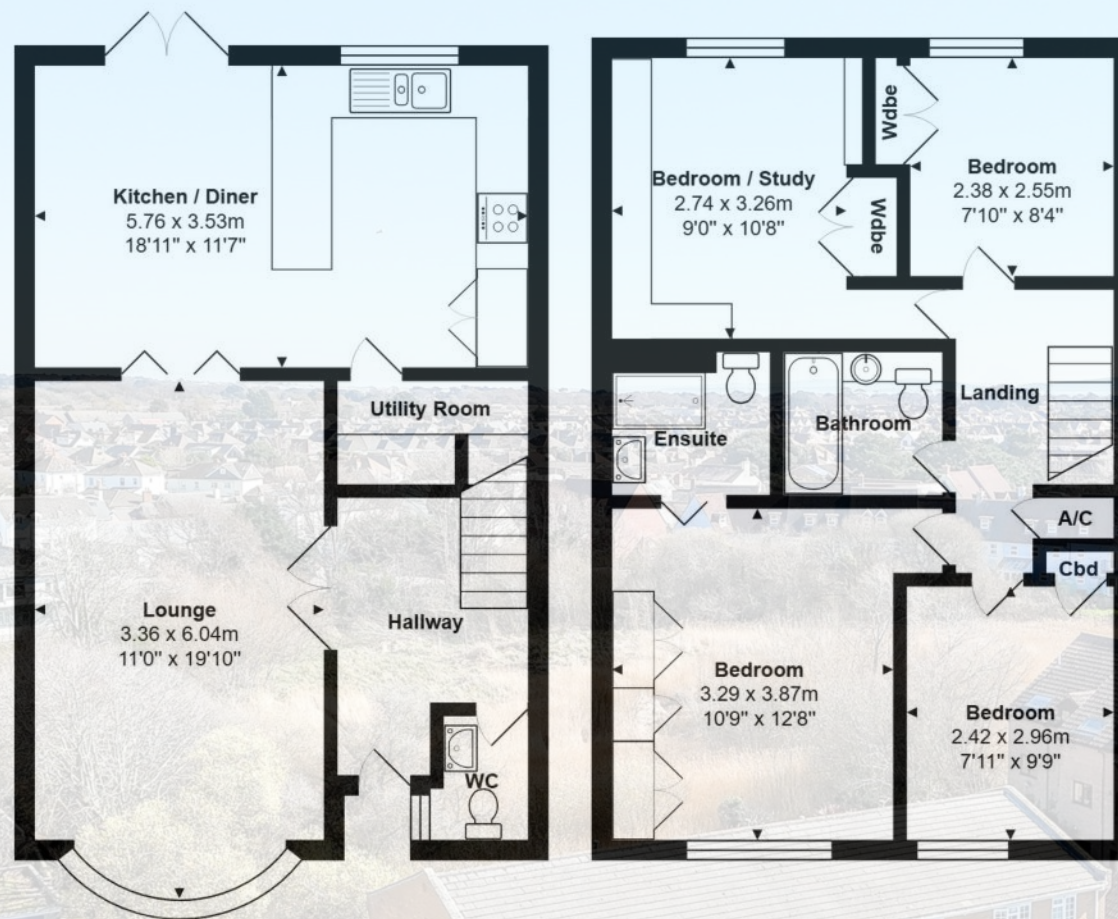 Kitchen / Diner
5.76 x 3.53m
18'11" x 11'7"
Utility Room
Lounge
3.36 x 6.04m
11'0" x 19'10"
Hallway
WC
Bedroom / Study
2.74 x 3.26m
9'0" x 10'8"
Wdbe
Wdbe
Bedroom
2.38 x 2.55m
7'10" x 8'4"
Ensuite
Bathroom
Landing
A/C
Cbd
Bedroom
3.29 x 3.87m
10'9" x 12'8"
Bedroom
2.42 x 2.96m
7'11" x 9'9"